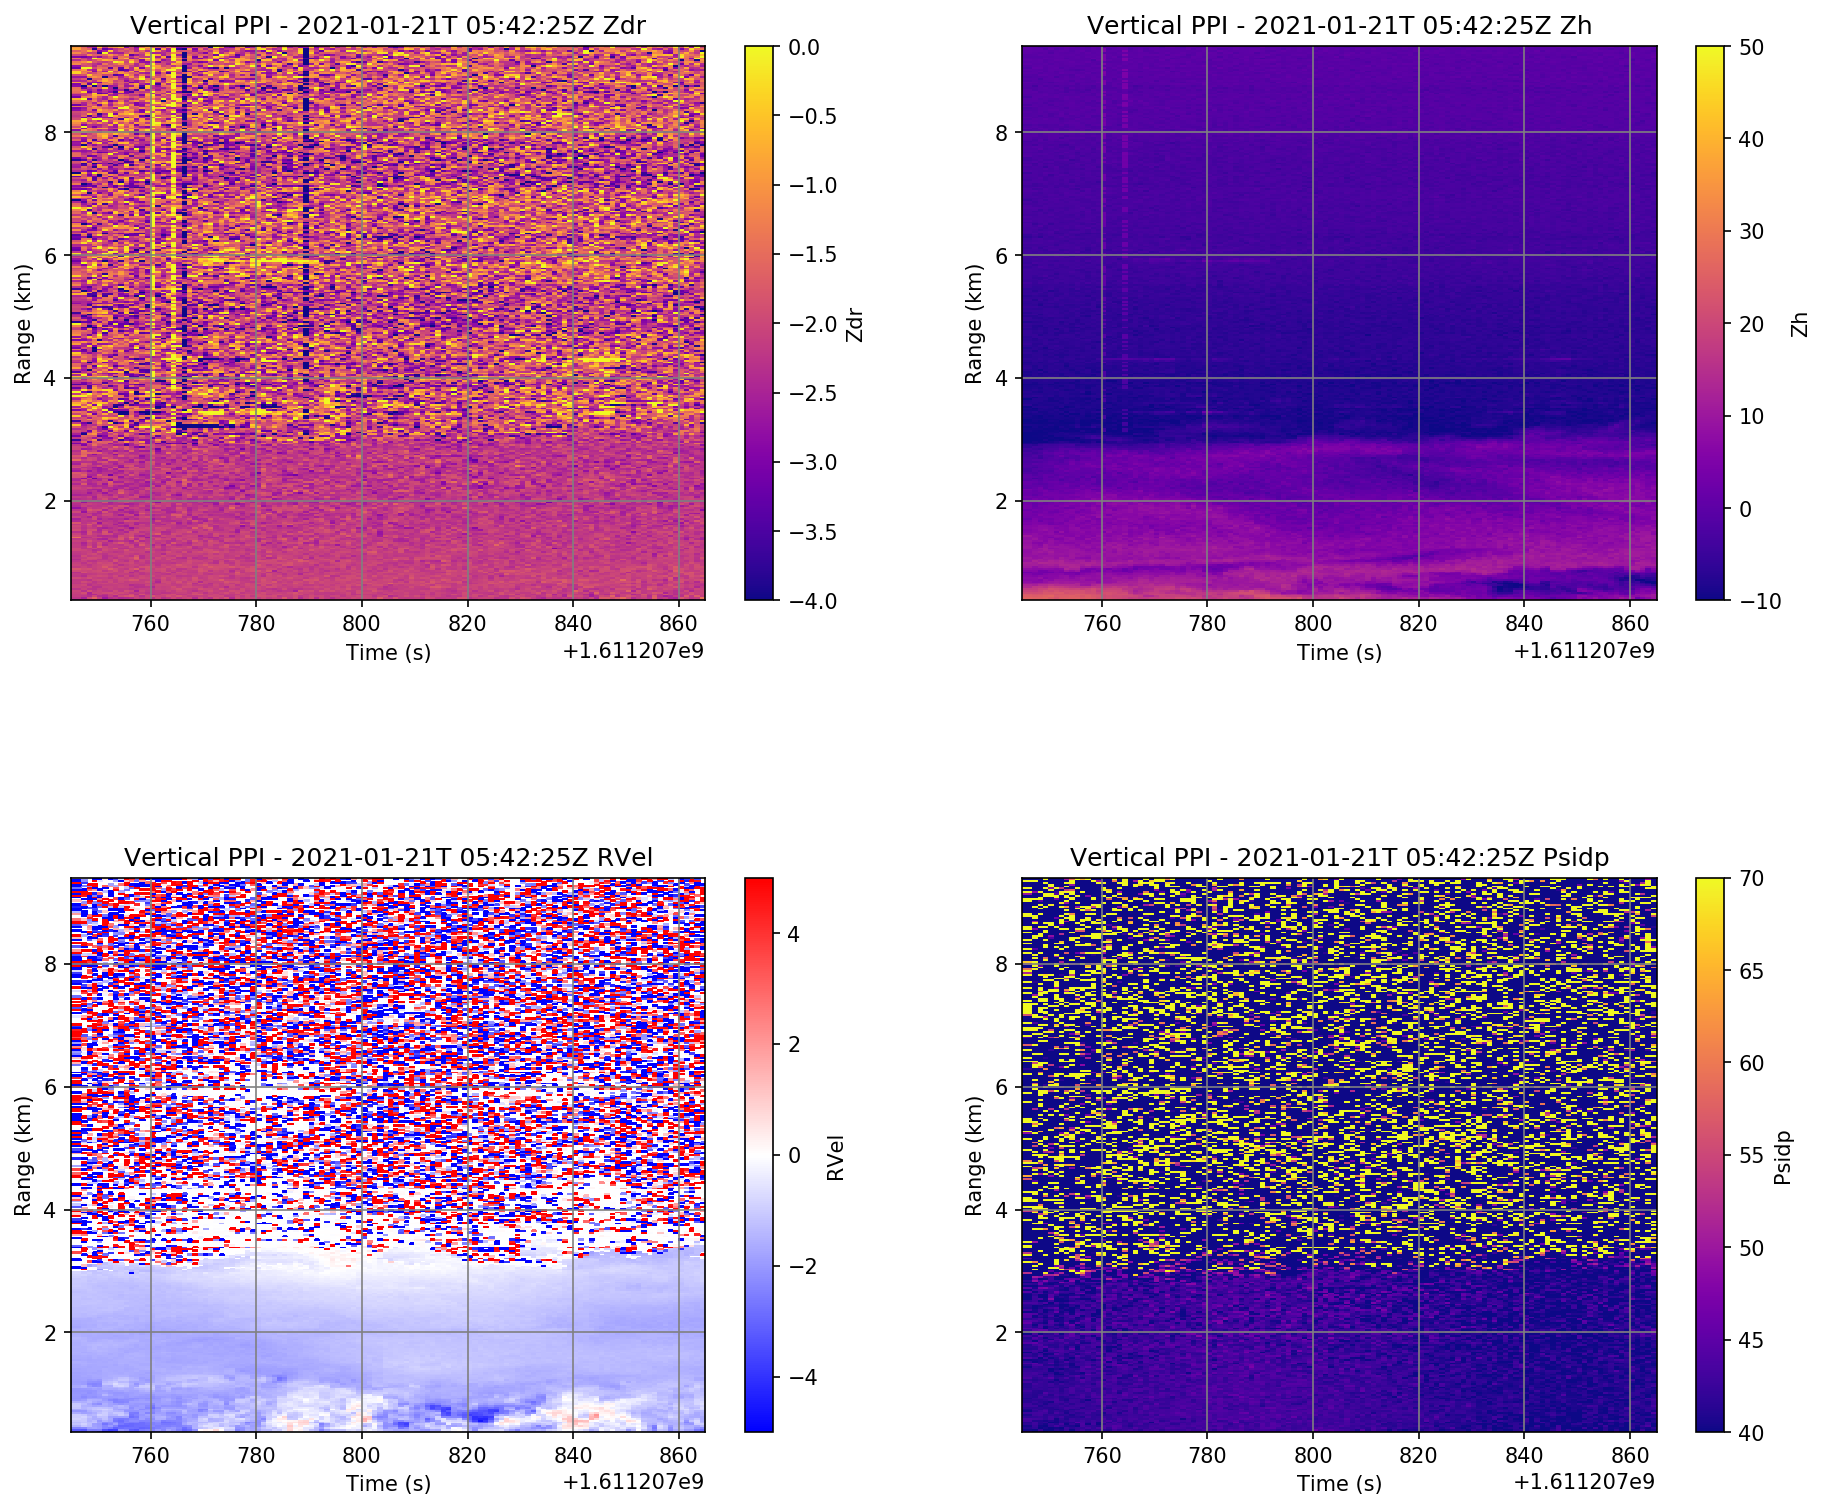 Vertical PPI - 2021-01-21T 05:42:25Z Zdr
Range (km)
8
6
4
2
760 780 800 820 840 860
Time (s)
+1.611207e9
0.0
−0.5
−1.0
−1.5
−2.0
−2.5
−3.0
−3.5
−4.0
Zdr
Vertical PPI - 2021-01-21T 05:42:25Z Zh
Range (km)
8
6
4
2
760 780 800 820 840 860
Time (s)
+1.611207e9
50
40
30
20
10
0
−10
Zh
Vertical PPI - 2021-01-21T 05:42:25Z RVel
Range (km)
8
6
4
2
760 780 800 820 840 860
Time (s)
+1.611207e9
4
2
0
−2
−4
RVel
Vertical PPI - 2021-01-21T 05:42:25Z Psidp
Range (km)
8
6
4
2
760 780 800 820 840 860
Time (s)
+1.611207e9
70
65
60
55
50
45
40
Psidp